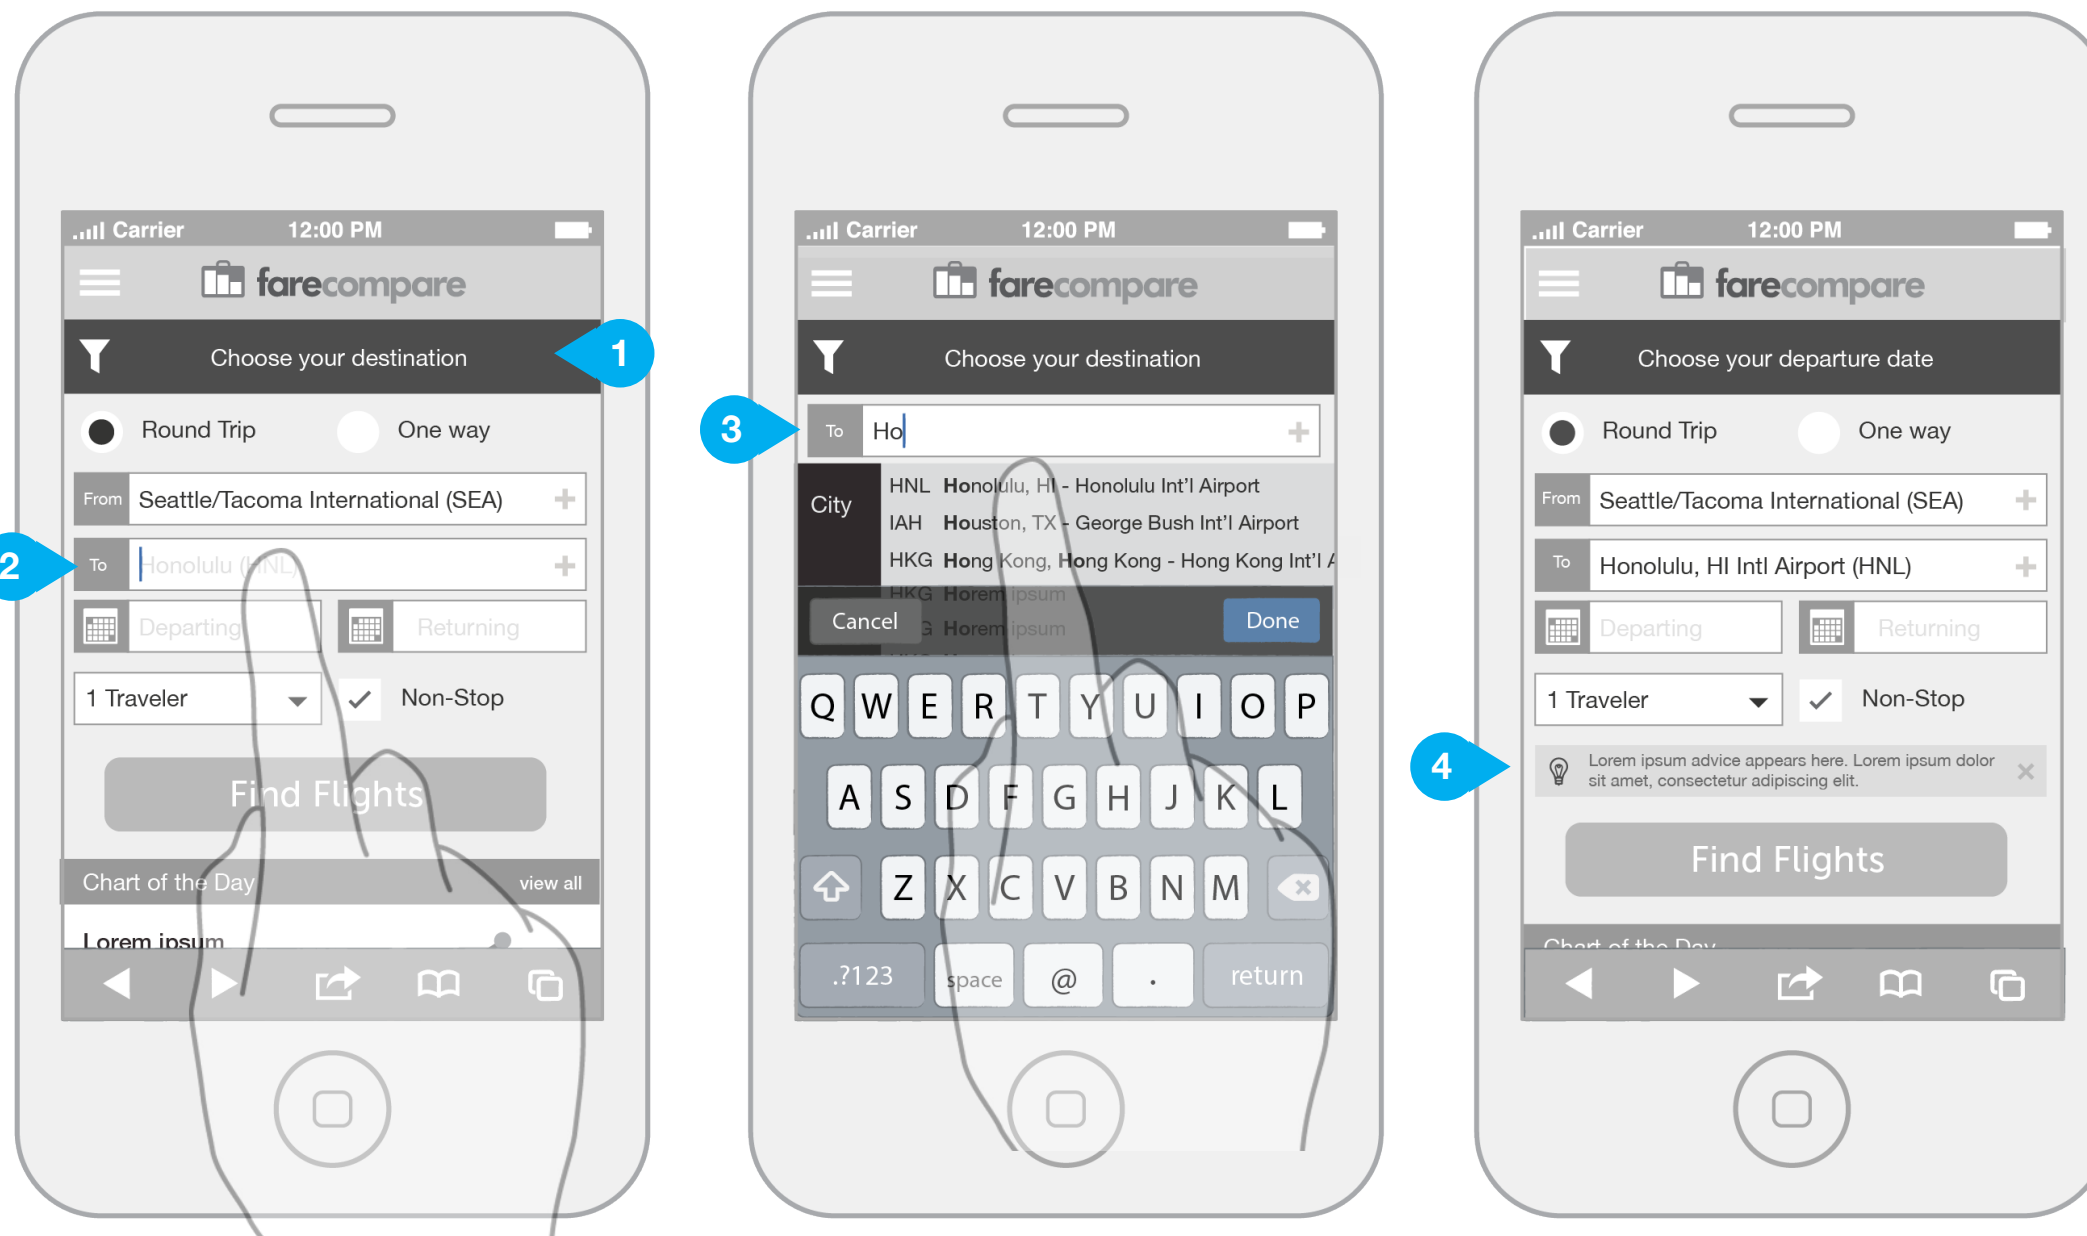 Carrier 12:00 PM
farecompare
Choose your destination
1
Round Trip One way
From Seattle/Tacoma International (SEA)
2
To Honolulu (HNL)
Departing Returning
1 Traveler Non-Stop
Find Flights
Chart of the Day view all
Lorem ipsum
Carrier 12:00 PM
farecompare
Choose your destination
3
To Ho
City
HNL Honolulu, HI - Honolulu Int'l Airport
IAH Houston, TX - George Bush Int'l Airport
HKG Hong Kong, Hong Kong - Hong Kong Int'l A
HKG Horem ipsum
Horem ipsum
Cancel Done
Q W E R T Y U I O P
A S D F G H J K L
Z X C V B N M
.?123 space @ . return
Carrier 12:00 PM
farecompare
Choose your departure date
Round Trip One way
From Seattle/Tacoma International (SEA)
To Honolulu, HI Intl Airport (HNL)
Departing Returning
1 Traveler Non-Stop
4
Lorem ipsum advice appears here. Lorem ipsum dolor
sit amet, consectetur adipiscing elit.
Find Flights
Chart of the Day